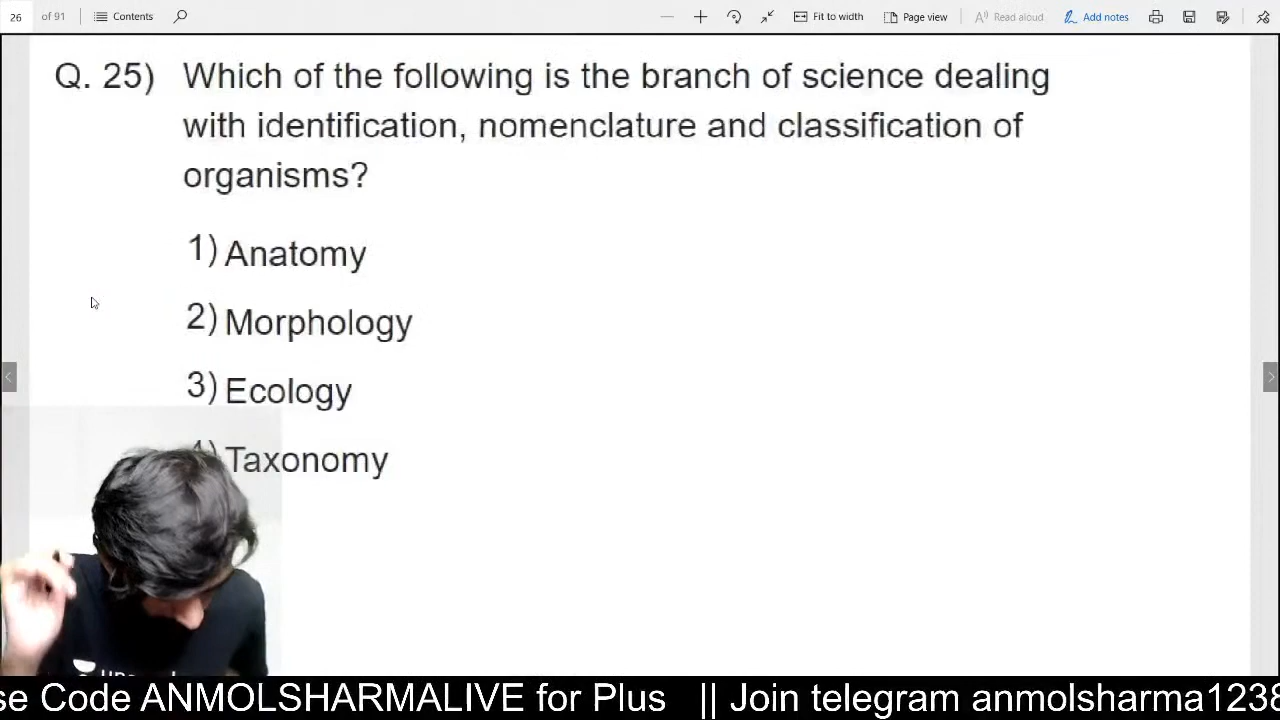 26 of 91 Contents Fit to width Page view Read aloud Add notes
Q. 25) Which of the following is the branch of science dealing
with identification, nomenclature and classification of
organisms?
1) Anatomy
2) Morphology
3) Ecology
4) Taxonomy
se Code ANMOLSHARMALIVE for Plus || Join telegram anmolsharma1238